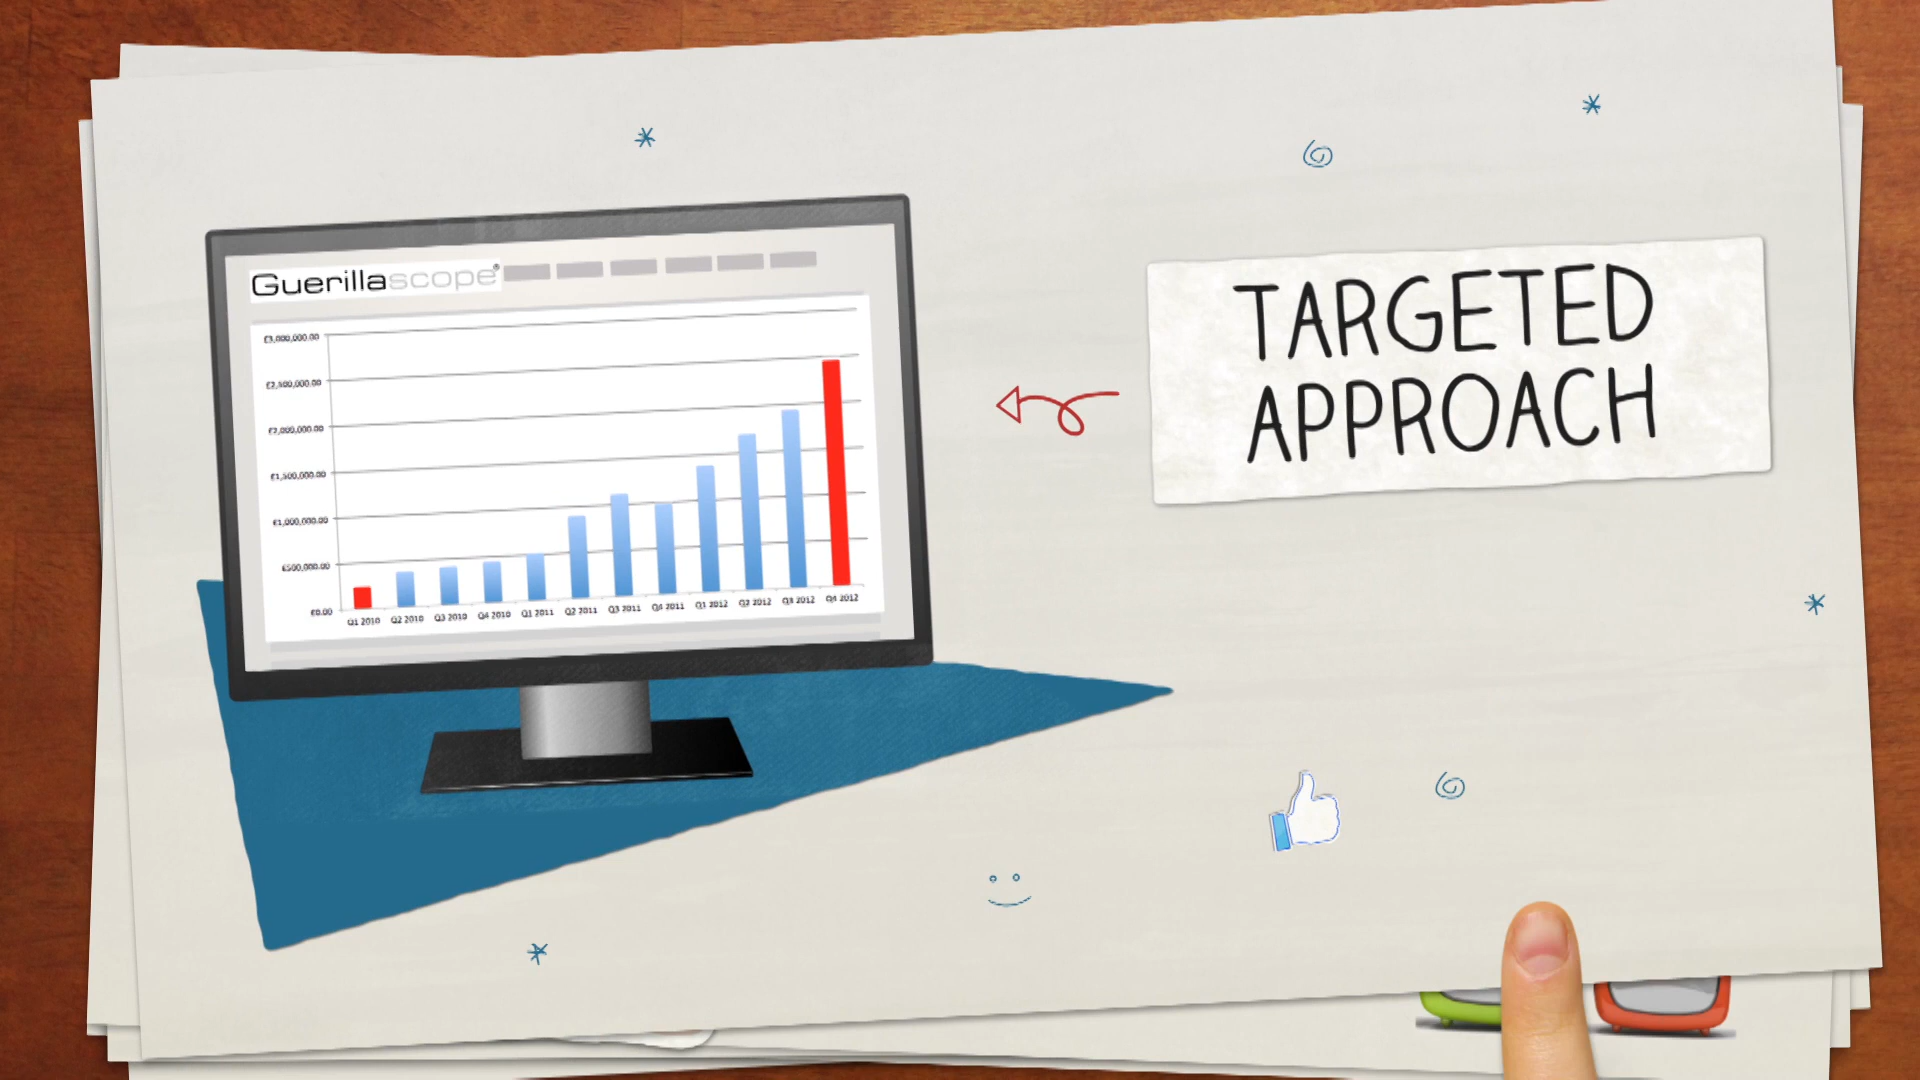 Guerillascope®
£3,000,000.00
£2,500,000.00
£2,000,000.00
£1,500,000.00
£1,000,000.00
£500,000.00
£0.00
Q1 2010 Q2 2010 Q3 2010 Q4 2010 Q1 2011 Q2 2011 Q3 2011 Q4 2011 Q1 2012 Q2 2012 Q3 2012 Q4 2012
TARGETED
APPROACH